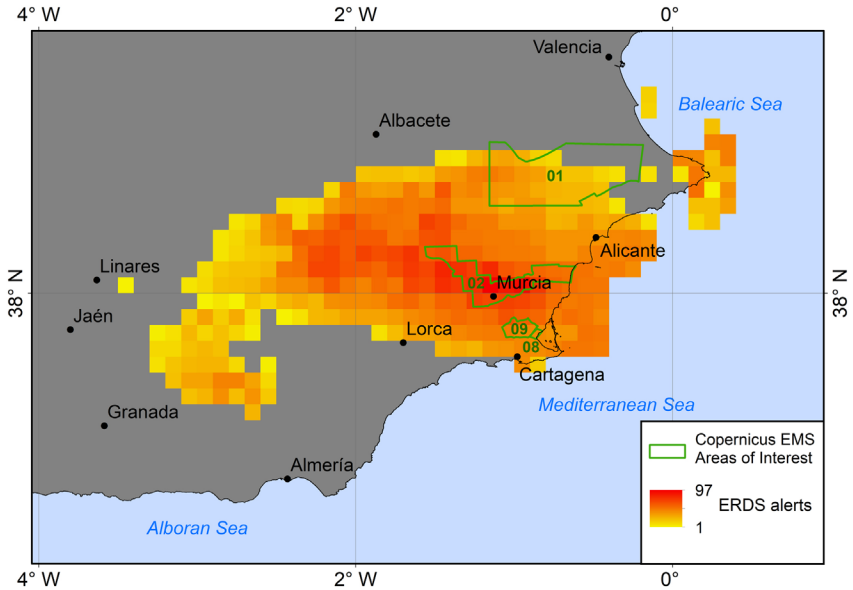 4° W
2° W
0°
Valencia
Balearic Sea
Albacete
01
Alicante
Linares
02
Murcia
38° N
38° N
Jaén
Lorca
09
08
Cartagena
Granada
Mediterranean Sea
Copernicus EMS
Areas of Interest
Almería
97
ERDS alerts
1
Alboran Sea
4° W
2° W
0°